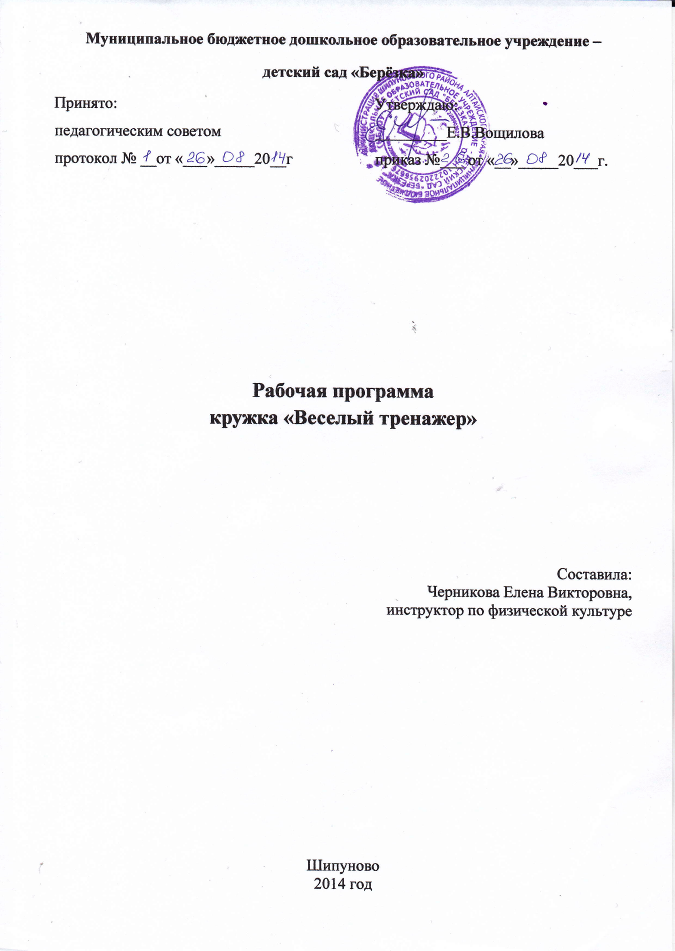 Муниципальное бюджетное дошкольное образовательное учреждение –
детский сад «Берёзка»
Принято:
Утверждаю:
педагогическим советом
Е.В.Вощилова
протокол № 1 от «26» 08 2014г
приказ № от «26» 08 2014 г.
Рабочая программа
кружка «Веселый тренажер»
Составила:
Черникова Елена Викторовна,
инструктор по физической культуре
Шипуново
2014 год